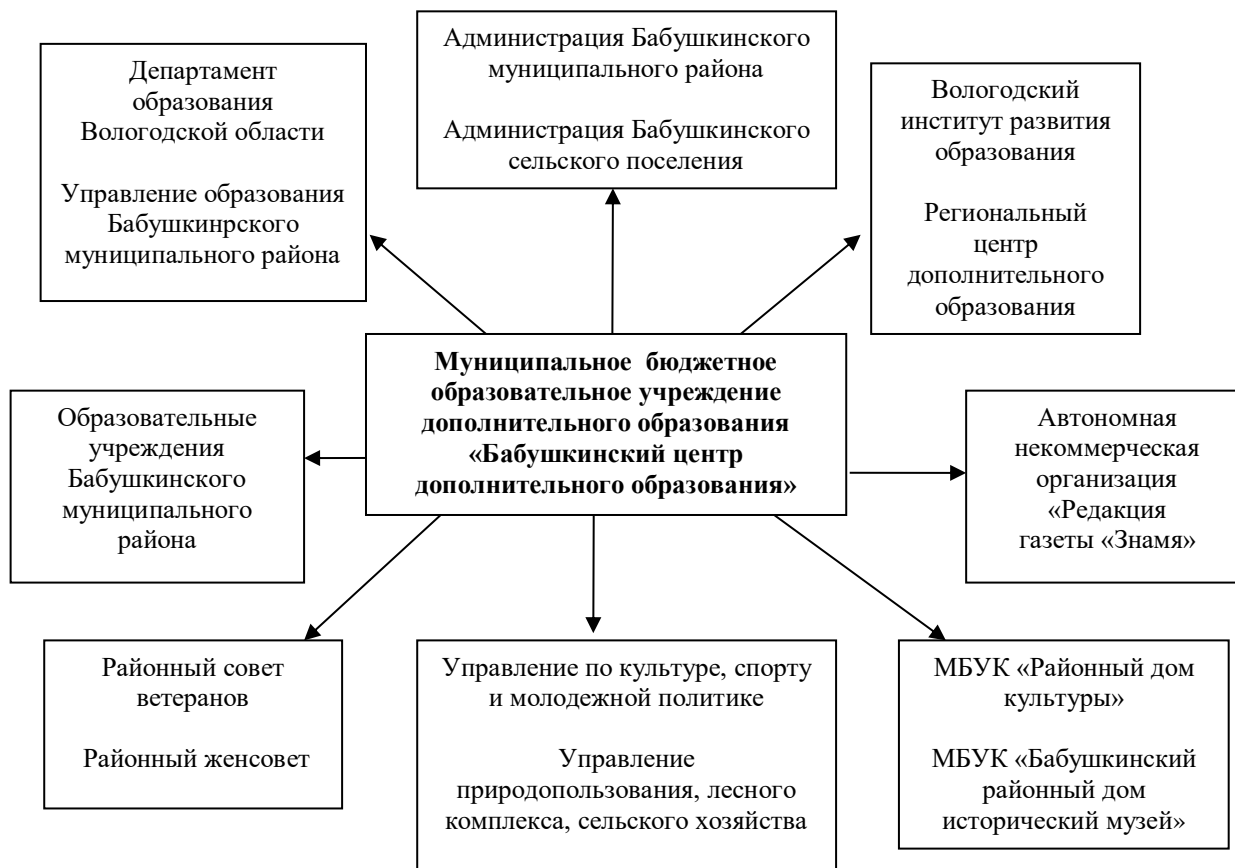 Департамент
образования
Вологодской области
Управление образования
Бабушкинрского
муниципального района
Администрация Бабушкинского
муниципального района
Администрация Бабушкинского
сельского поселения
Вологодский
институт развития
образования
Региональный
центр
дополнительного
образования
Муниципальное бюджетное
образовательное учреждение
дополнительного образования
«Бабушкинский центр
дополнительного образования»
Образовательные
учреждения
Бабушкинского
муниципального
района
Автономная
некоммерческая
организация
«Редакция
газеты «Знамя»
Районный совет
ветеранов
Районный женсовет
Управление по культуре, спорту
и молодежной политике
Управление
природопользования, лесного
комплекса, сельского хозяйства
МБУК «Районный дом
культуры»
МБУК «Бабушкинский
районный дом
исторический музей»